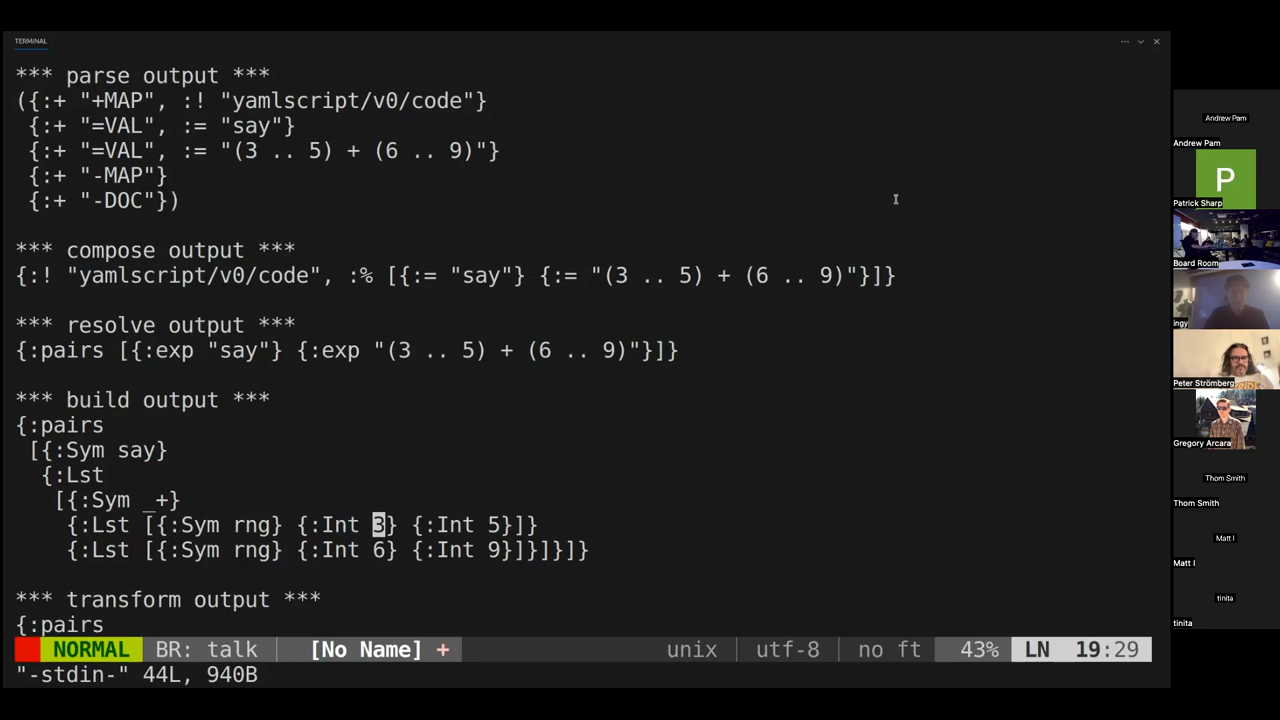 TERMINAL
*** parse output ***
({:+ "+MAP", :! "yamlscript/v0/code"}
{:+ "=VAL", := "say"}
{:+ "=VAL", := "(3 .. 5) + (6 .. 9)"}
{:+ "-MAP"}
{:+ "-DOC"})
*** compose output ***
{:! "yamlscript/v0/code", :% [{:= "say"} {:= "(3 .. 5) + (6 .. 9)"}]}
*** resolve output ***
{:pairs [{:exp "say"} {:exp "(3 .. 5) + (6 .. 9)"}]}
*** build output ***
{:pairs
[{:Sym say}
{:Lst
[{:Sym _+}
{:Lst [{:Sym rng} {:Int 3} {:Int 5}]}
{:Lst [{:Sym rng} {:Int 6} {:Int 9}]}]}]}
*** transform output ***
{:pairs
NORMAL BR: talk [No Name] + unix utf-8 no ft 43% LN 19:29
"-stdin-" 44L, 940B
Andrew Pam
Andrew Pam
P
Patrick Sharp
Board Room
ingy
Peter Strömberg
Gregory Arcara
Thom Smith
Thom Smith
Matt I
Matt I
tinita
tinita